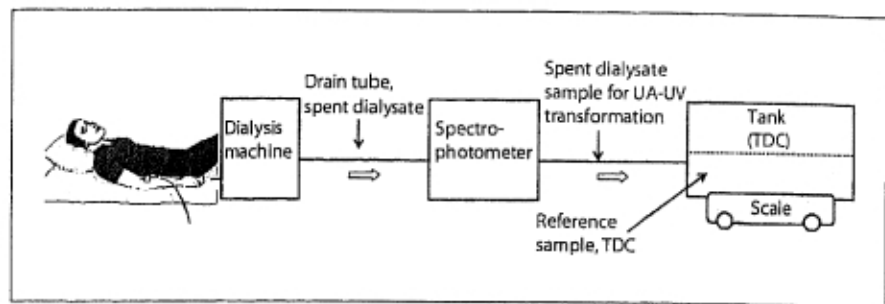 Drain tube,
spent dialysate
Spent dialysate
sample for UA-UV
transformation
Dialysis
machine
Spectro-
photometer
Tank
(TDC)
Reference
sample, TDC
Scale